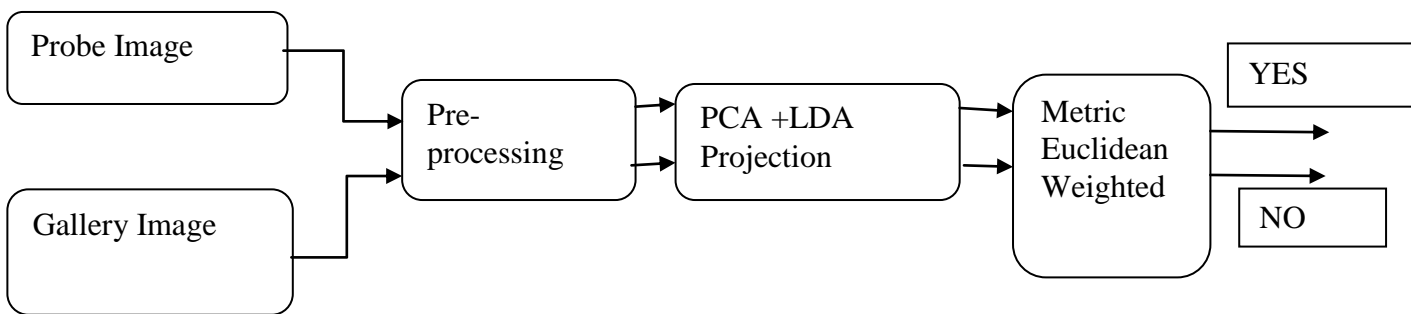 Probe Image
Gallery Image
Pre-
processing
PCA +LDA
Projection
Metric
Euclidean
Weighted
YES
NO